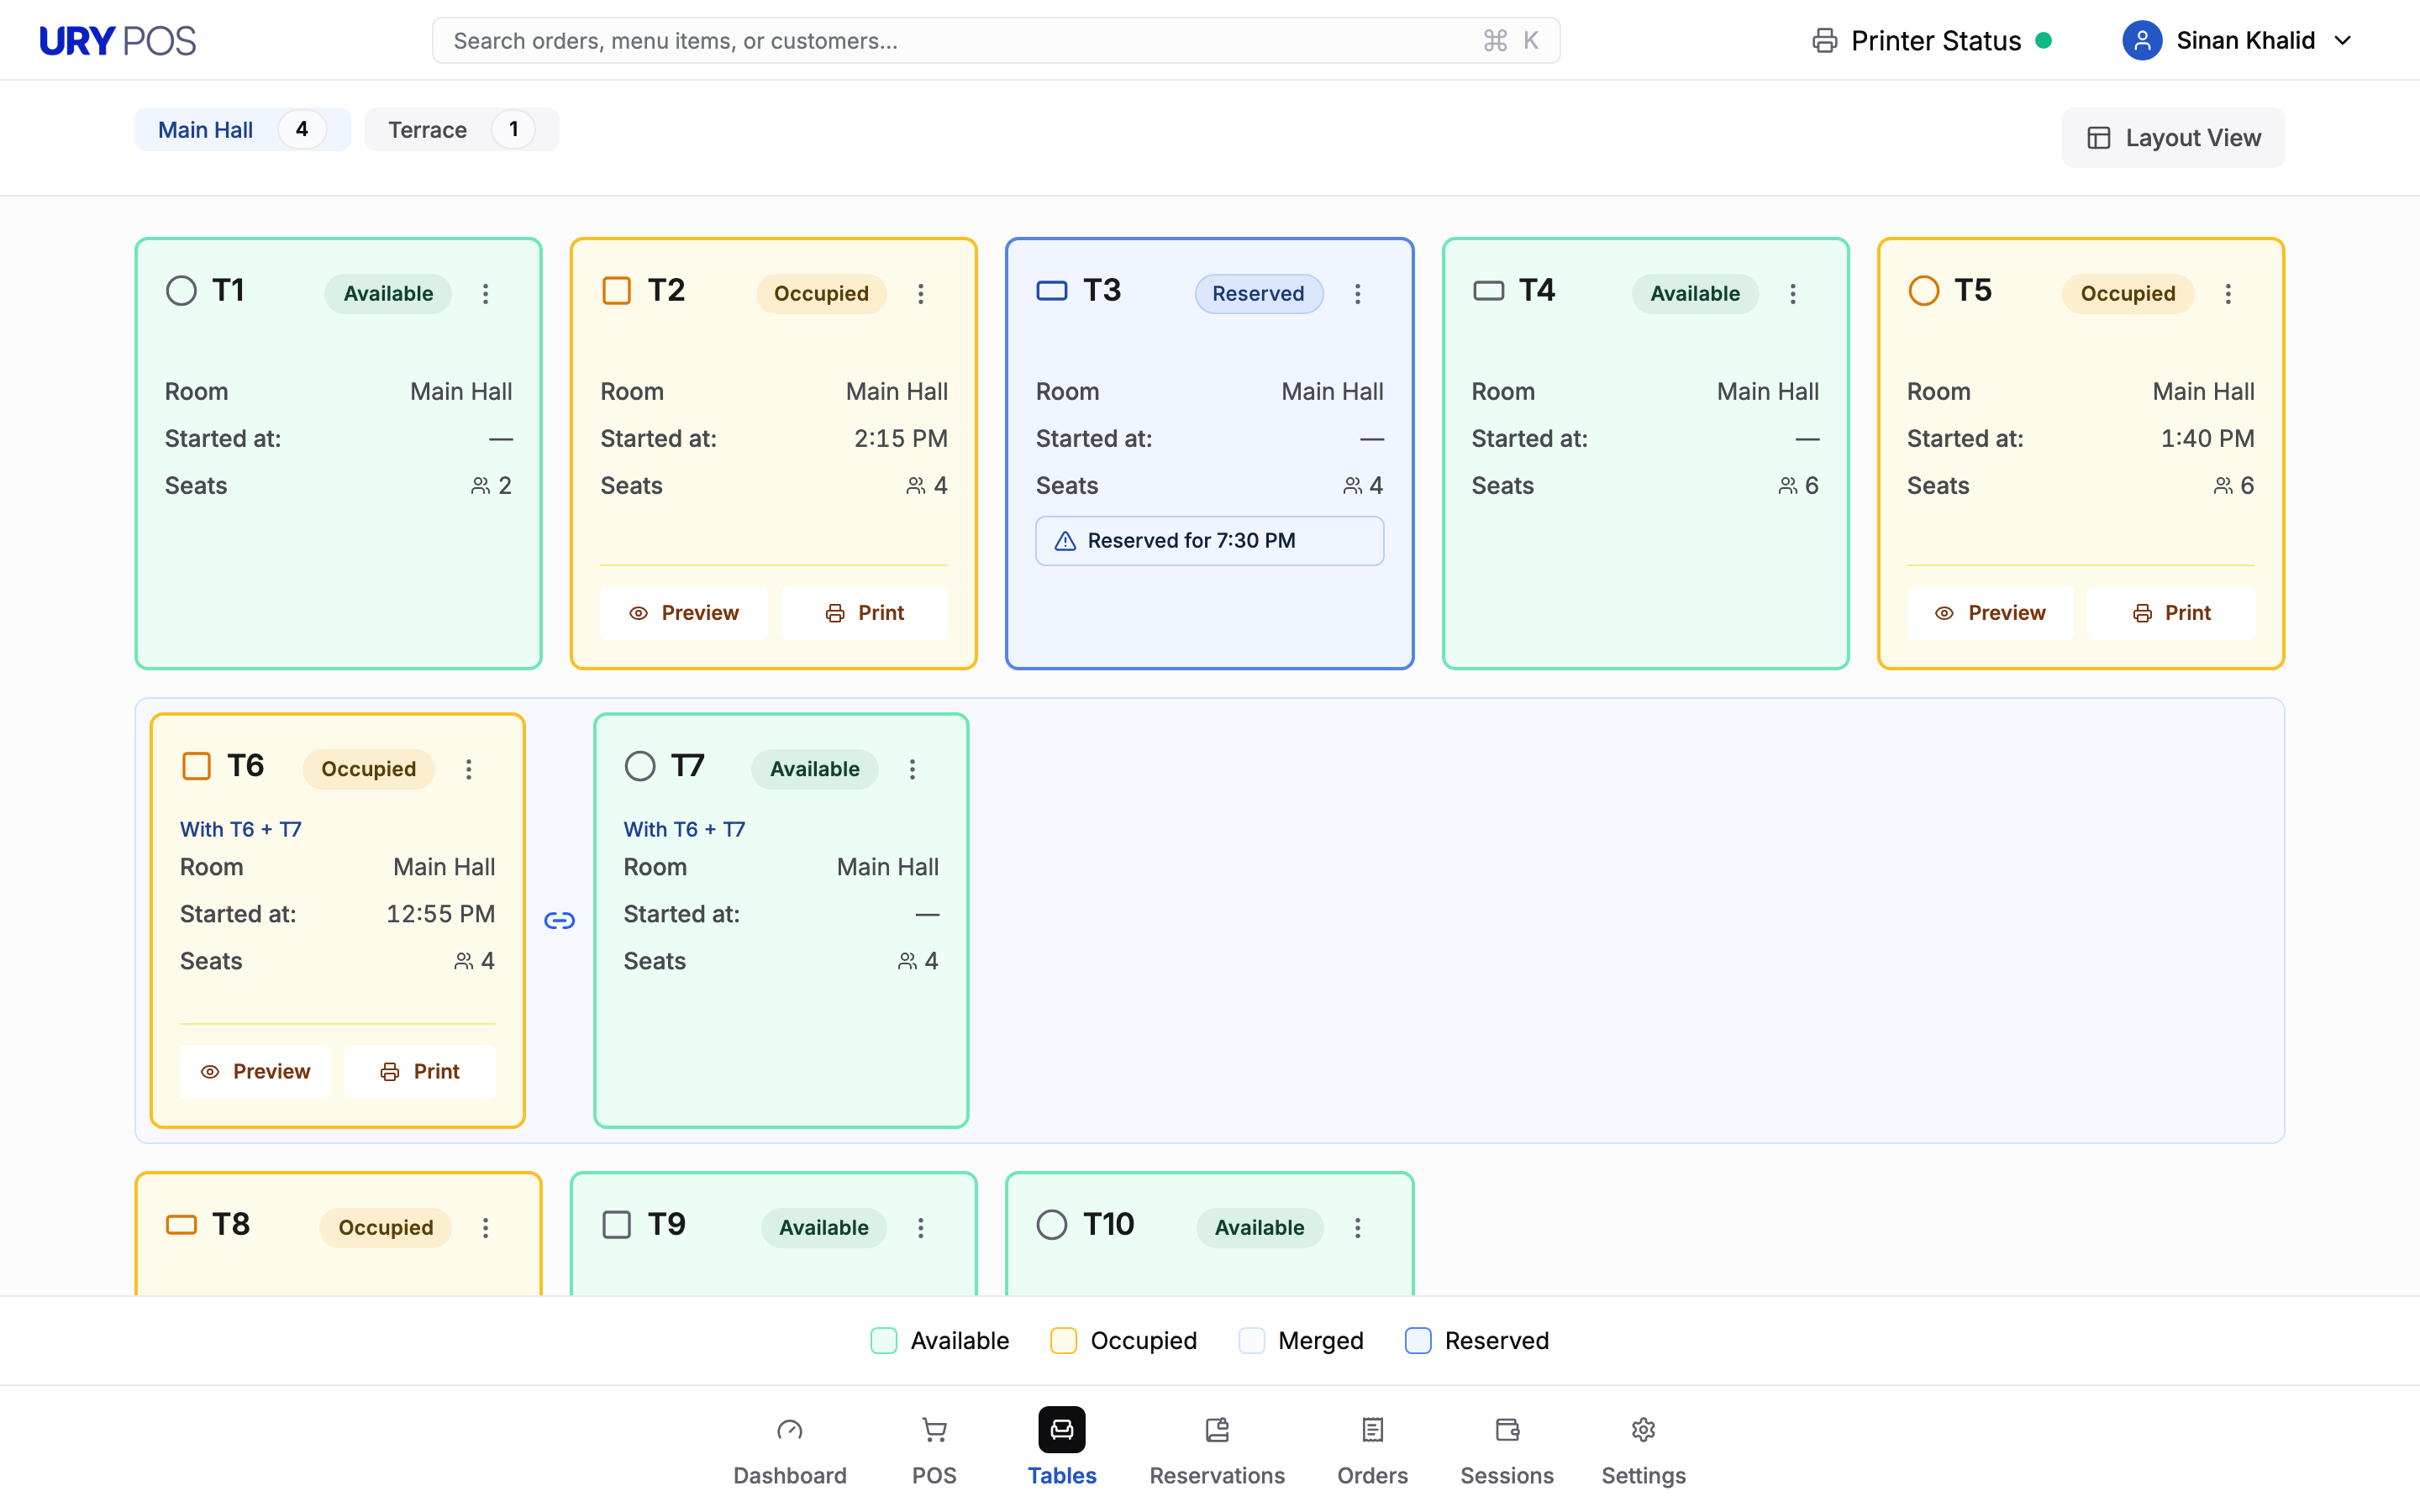 URY POS
Search orders, menu items, or customers... ⌘ K
Printer Status
Sinan Khalid
Main Hall 4
Terrace 1
Layout View
T1 Available
Room Main Hall
Started at: —
Seats 2
T2 Occupied
Room Main Hall
Started at: 2:15 PM
Seats 4
Preview Print
T3 Reserved
Room Main Hall
Started at: —
Seats 4
Reserved for 7:30 PM
T4 Available
Room Main Hall
Started at: —
Seats 6
T5 Occupied
Room Main Hall
Started at: 1:40 PM
Seats 6
Preview Print
T6 Occupied
With T6 + T7
Room Main Hall
Started at: 12:55 PM
Seats 4
Preview Print
T7 Available
With T6 + T7
Room Main Hall
Started at: —
Seats 4
T8 Occupied
T9 Available
T10 Available
Available Occupied Merged Reserved
Dashboard POS Tables Reservations Orders Sessions Settings